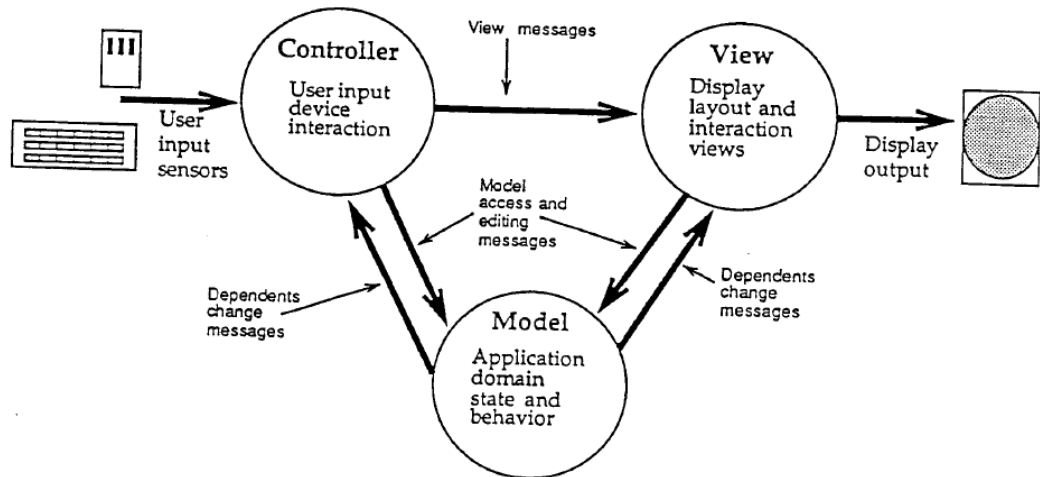 View messages
Controller
User input
device
interaction
View
Display
layout and
interaction
views
User
input
sensors
Display
output
Model
access and
editing
messages
Dependents
change
messages
Dependents
change
messages
Model
Application
domain
state and
behavior